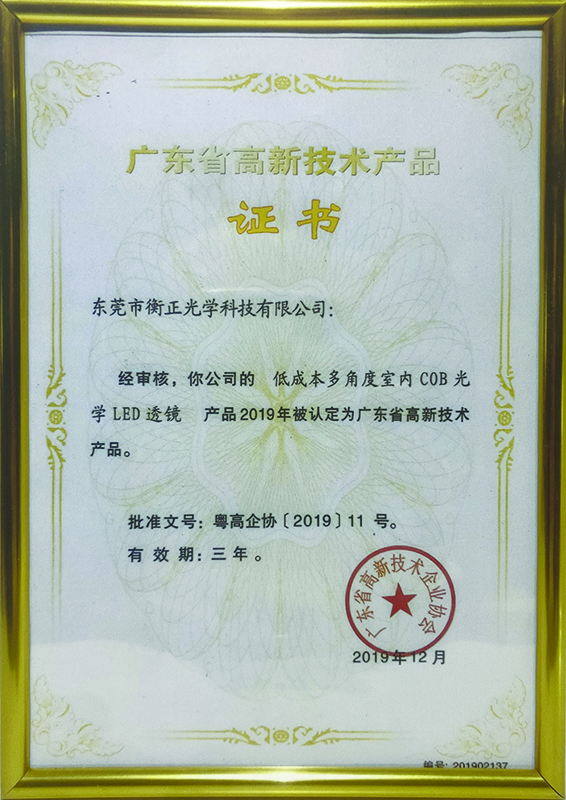 广东省高新技术产品
证书
东莞市衡正光学科技有限公司：
经审核，你公司的 低成本多角度室内COB光
学LED透镜 产品2019年被认定为广东省高新技术
产品。
批准文号：粤高企协〔2019〕11 号。
有 效 期：三 年 。
广东省高新技术企业协会
2019年12月
编号: 201902137